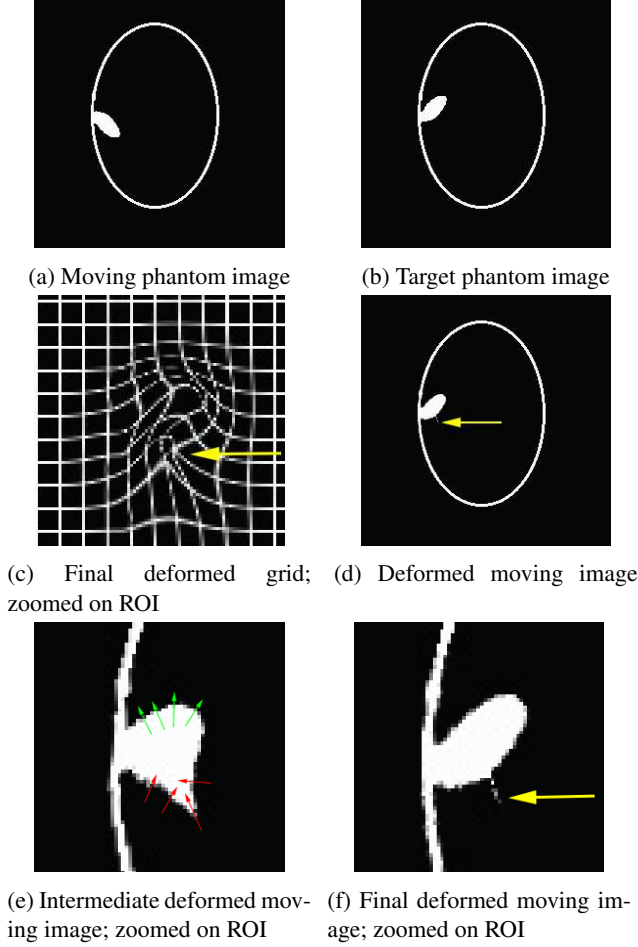 (a) Moving phantom image
(b) Target phantom image
(c) Final deformed grid;
zoomed on ROI
(d) Deformed moving image
(e) Intermediate deformed mov-
ing image; zoomed on ROI
(f) Final deformed moving im-
age; zoomed on ROI